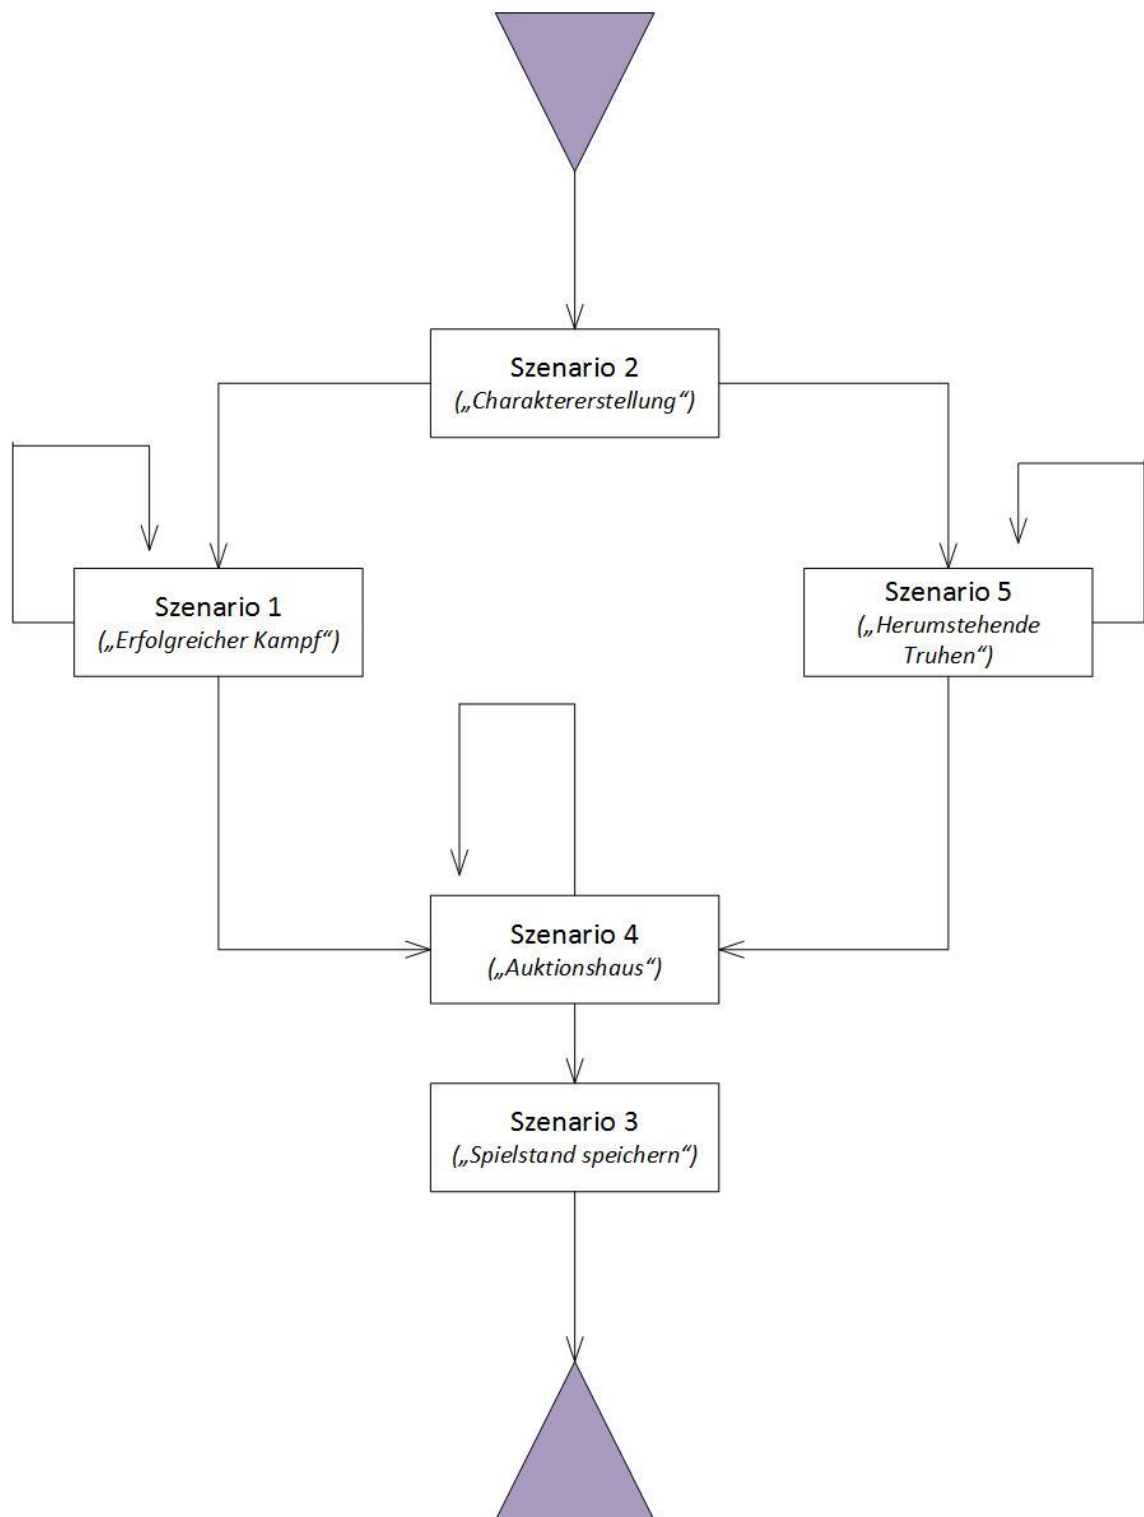 Szenario 2
(„Charaktererstellung“)
Szenario 1
(„Erfolgreicher Kampf“)
Szenario 5
(„Herumstehende
Truhen“)
Szenario 4
(„Auktionshaus“)
Szenario 3
(„Spielstand speichern“)